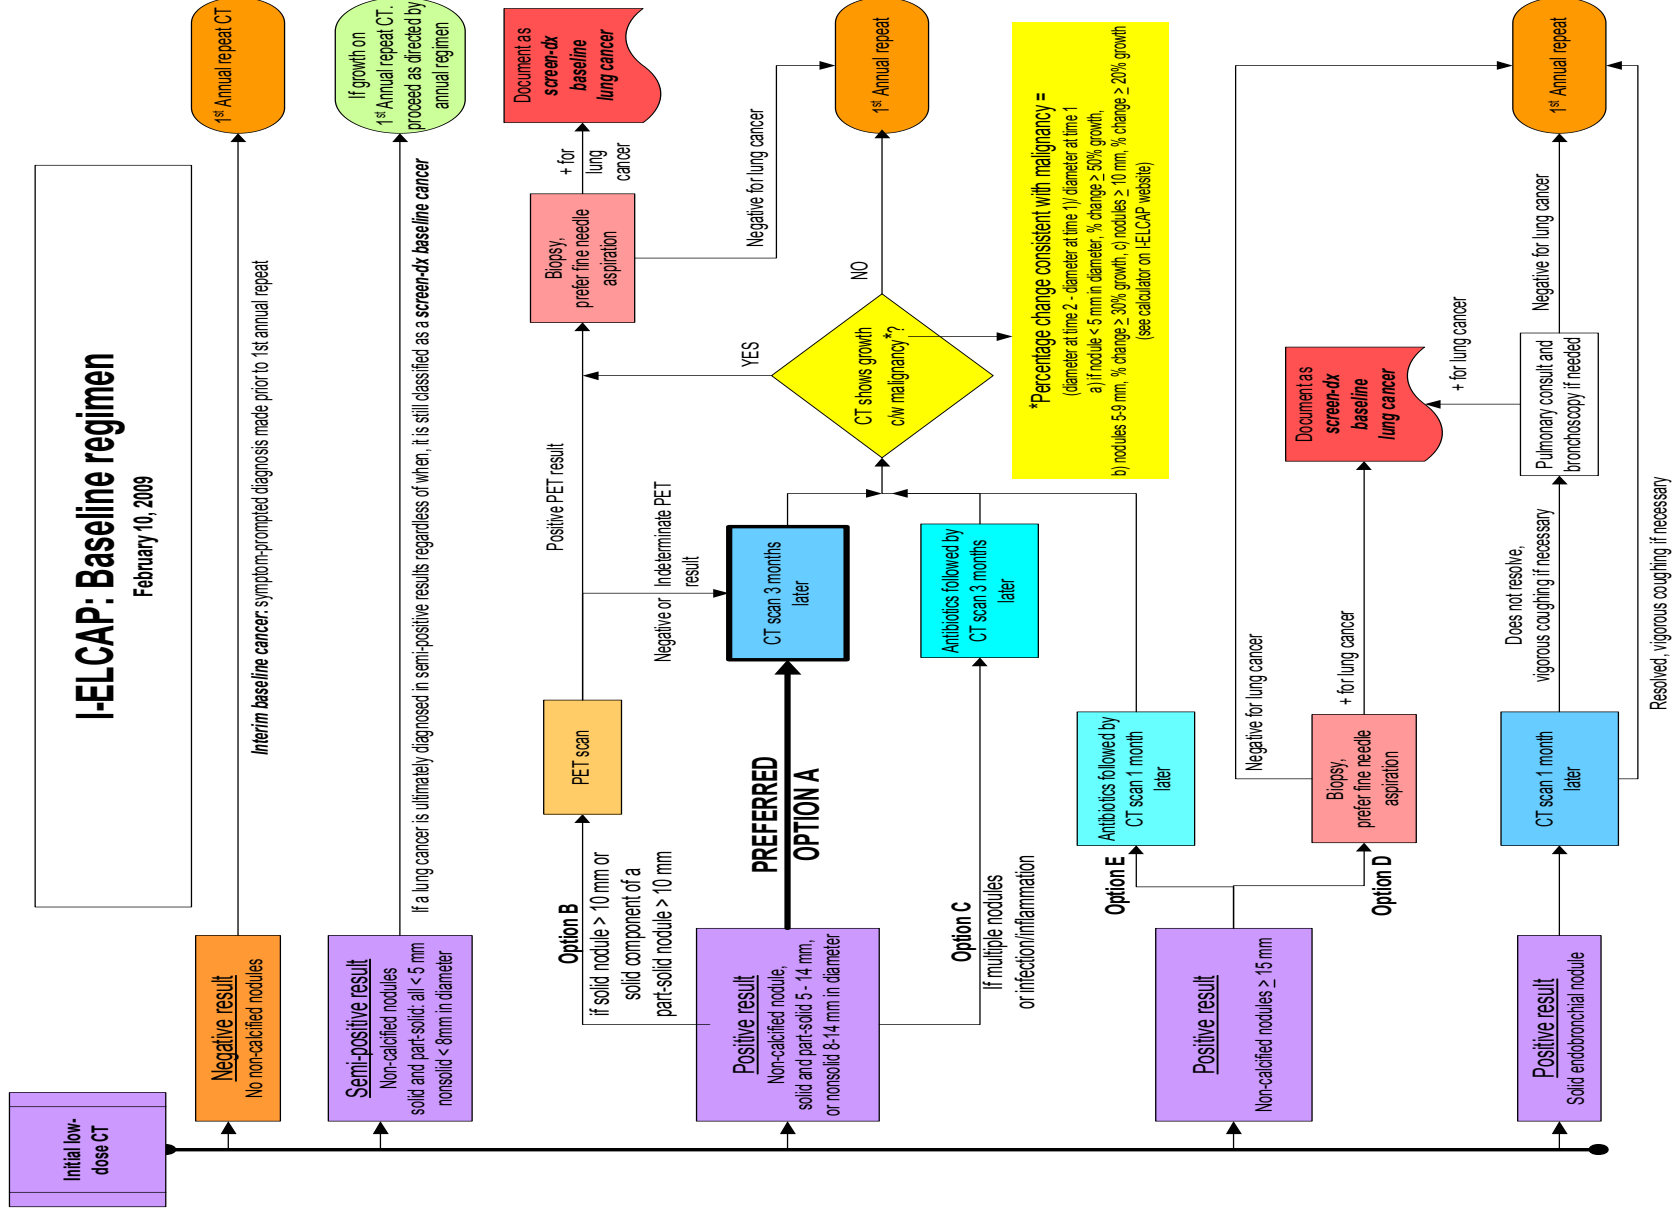 I-ELCAP: Baseline regimen
February 10, 2009
Initial low-
dose CT
Negative result
No non-calcified nodules
Interim baseline cancer: symptom-prompted diagnosis made prior to 1st annual repeat
1st Annual repeat CT
Semi-positive result
Non-calcified nodules
solid and part-solid: all < 5 mm
nonsolid < 8mm in diameter
If a lung cancer is ultimately diagnosed in semi-positive results regardless of when, it is still classified as a screen-dx baseline cancer
If growth on
1st Annual repeat CT.
proceed as directed by
annual regimen
Positive result
Non-calcified nodule,
solid and part-solid 5 - 14 mm,
or nonsolid 8-14 mm in diameter
Option B
if solid nodule > 10 mm or
solid component of a
part-solid nodule > 10 mm
PET scan
Positive PET result
Negative or Indeterminate PET
result
Biopsy,
prefer fine needle
aspiration
+ for
lung
cancer
Document as
screen-dx
baseline
lung cancer
Negative for lung cancer
1st Annual repeat
PREFERRED
OPTION A
CT scan 3 months
later
Option C
If multiple nodules
or infection/inflammation
Antibiotics followed by
CT scan 3 months
later
CT shows growth
c/w malignancy*?
YES
NO
*Percentage change consistent with malignancy =
(diameter at time 2 - diameter at time 1)/ diameter at time 1
a) if nodule < 5 mm in diameter, % change ≥ 50% growth,
b) nodules 5-9 mm, % change ≥ 30% growth, c) nodules ≥ 10 mm, % change ≥ 20% growth
(see calculator on I-ELCAP website)
Positive result
Non-calcified nodules ≥ 15 mm
Option E
Antibiotics followed by
CT scan 1 month
later
Option D
Biopsy,
prefer fine needle
aspiration
Negative for lung cancer
+ for lung cancer
Document as
screen-dx
baseline
lung cancer
Positive result
Solid endobronchial nodule
CT scan 1 month
later
Does not resolve,
vigorous coughing if necessary
Pulmonary consult and
bronchoscopy if needed
+ for lung cancer
Negative for lung cancer
1st Annual repeat
Resolved, vigorous coughing if necessary